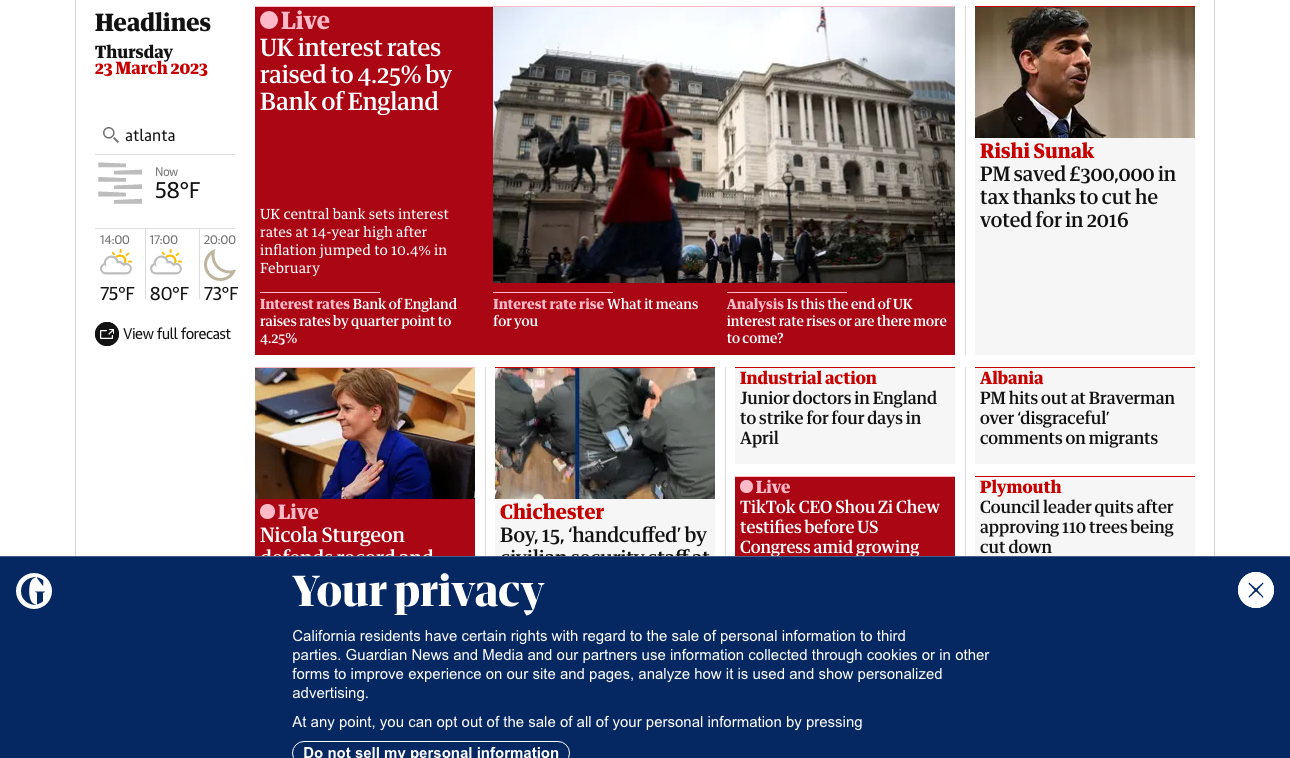 Headlines
Thursday
23 March 2023
atlanta
Now
58°F
14:00
17:00
20:00
75°F
80°F
73°F
View full forecast
Live
UK interest rates
raised to 4.25% by
Bank of England
UK central bank sets interest
rates at 14-year high after
inflation jumped to 10.4% in
February
Interest rates Bank of England
raises rates by quarter point to
4.25%
Interest rate rise What it means
for you
Analysis Is this the end of UK
interest rate rises or are there more
to come?
Rishi Sunak
PM saved £300,000 in
tax thanks to cut he
voted for in 2016
Live
Nicola Sturgeon
defends record and
Chichester
Boy, 15, ‘handcuffed’ by
civilian security staff at
Industrial action
Junior doctors in England
to strike for four days in
April
Live
TikTok CEO Shou Zi Chew
testifies before US
Congress amid growing
Albania
PM hits out at Braverman
over ‘disgraceful’
comments on migrants
Plymouth
Council leader quits after
approving 110 trees being
cut down
Your privacy
California residents have certain rights with regard to the sale of personal information to third
parties. Guardian News and Media and our partners use information collected through cookies or in other
forms to improve experience on our site and pages, analyze how it is used and show personalized
advertising.
At any point, you can opt out of the sale of all of your personal information by pressing
Do not sell my personal information